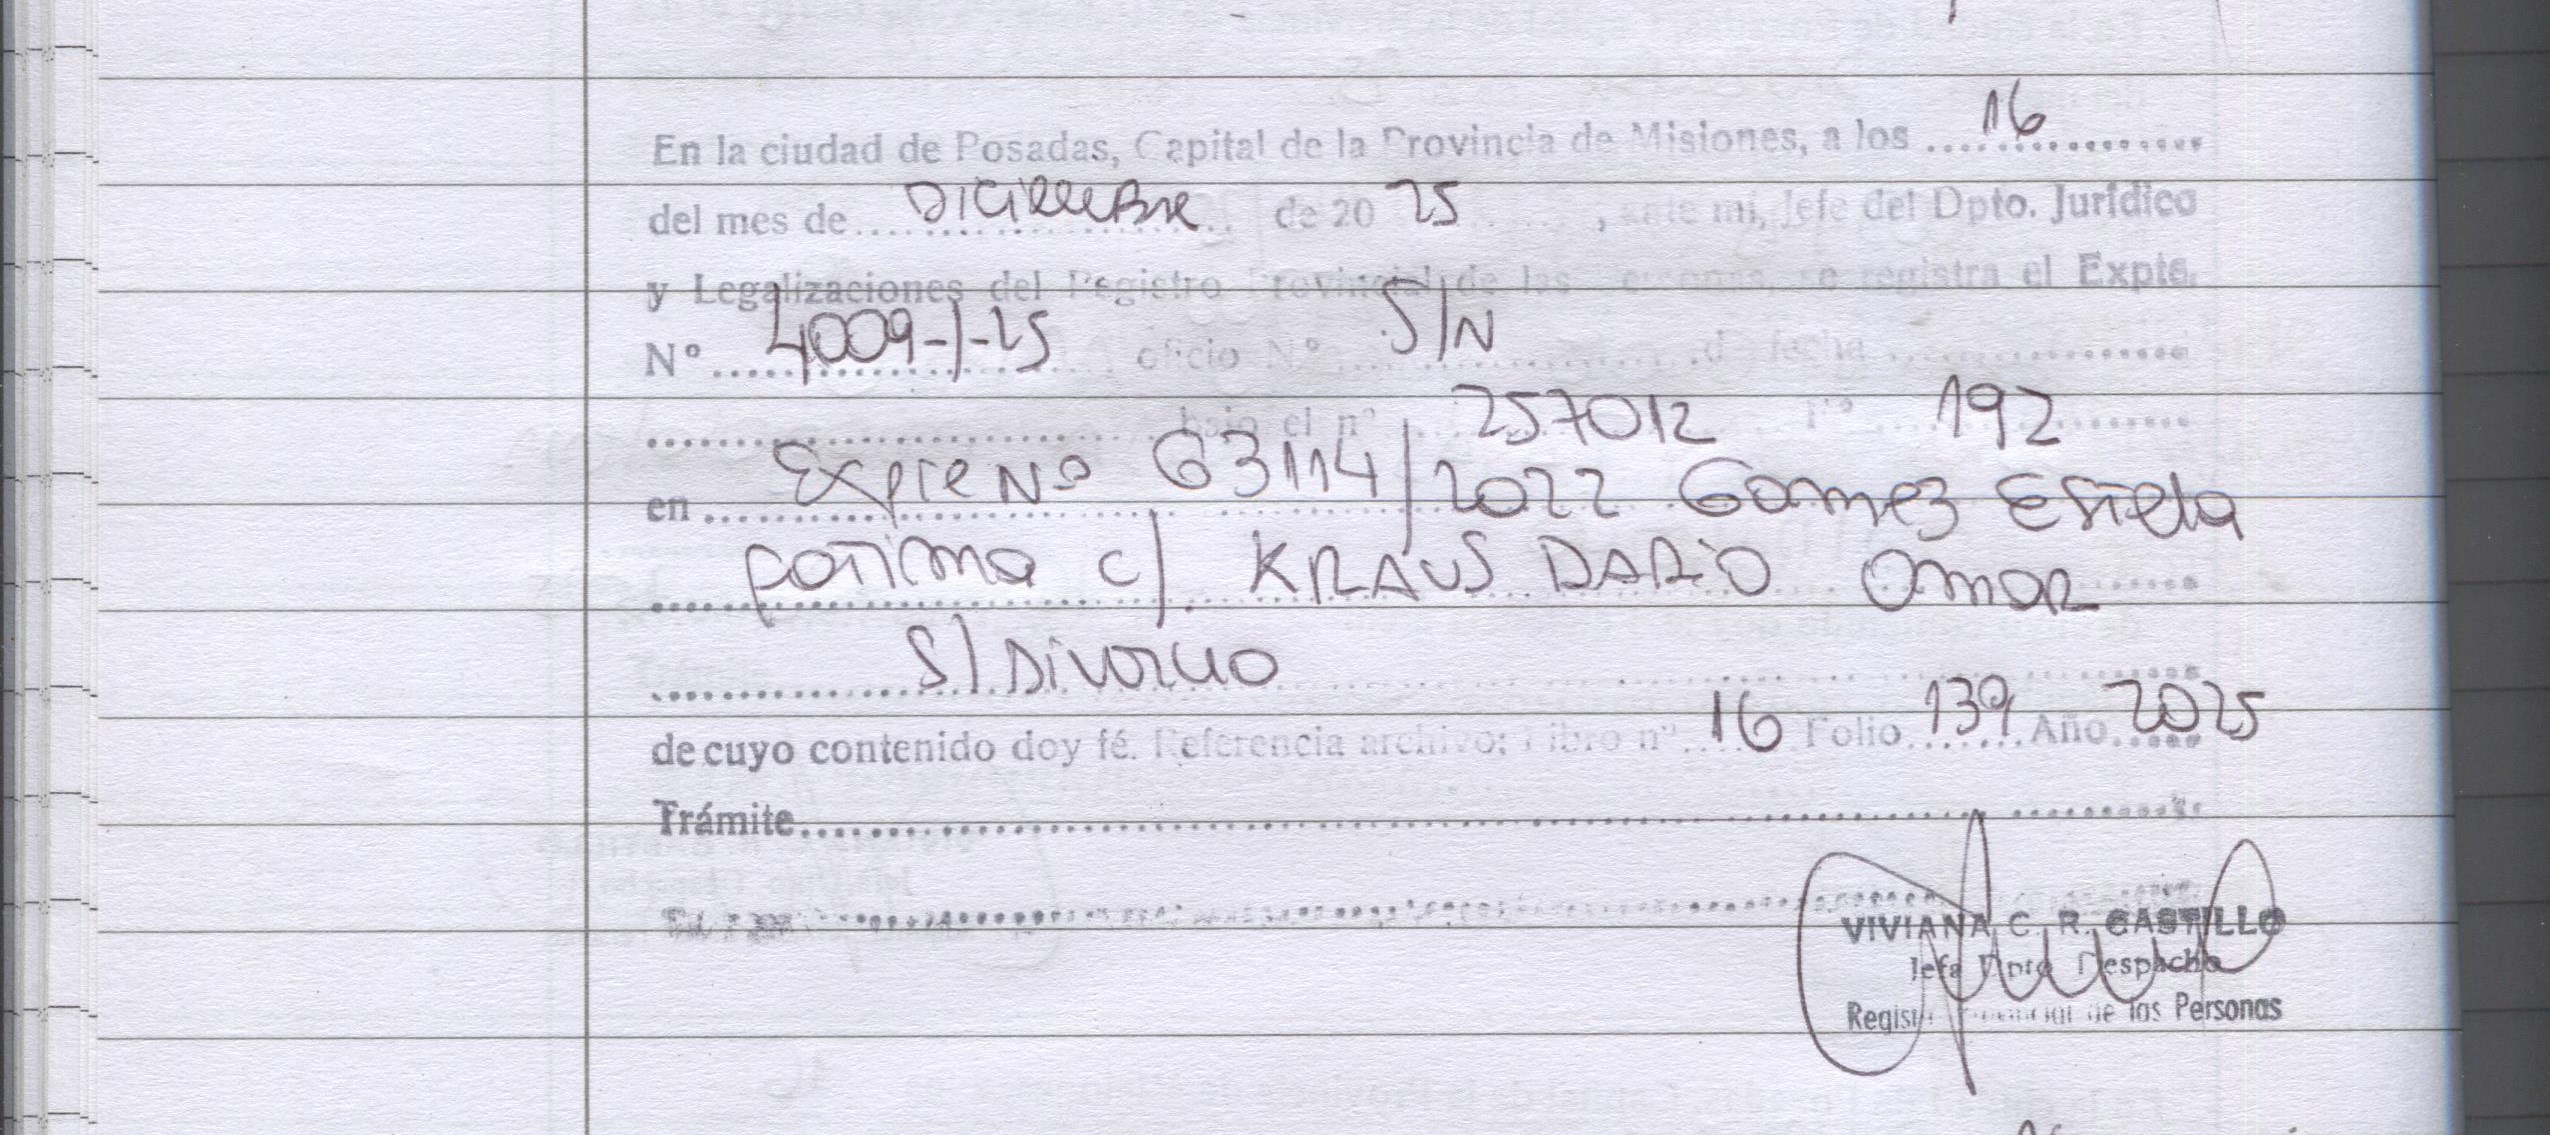 En la ciudad de Posadas, Capital de la Provincia de Misiones, a los 16
del mes de DICIEMBRE de 20 25, ante mi, Jefe del Dpto. Jurídico
y Legalizaciones del Registro Provincial de las Personas, se registra el Expte.
Nº 4009-1-25 oficio Nº S/N de fecha
bajo el nº 257012 Fº 192
en Expte Nº 63114/2022 Gomez Estela
Fatima c/ KRAUS DARIO OMAR
S/ Divorcio
de cuyo contenido doy fé. Referencia archivo: Libro nº 16 Folio 139 Año 2025
Trámite
VIVIANA C. R. CASTILLO
Jefa Dpto Despacho
Registro Provincial de las Personas